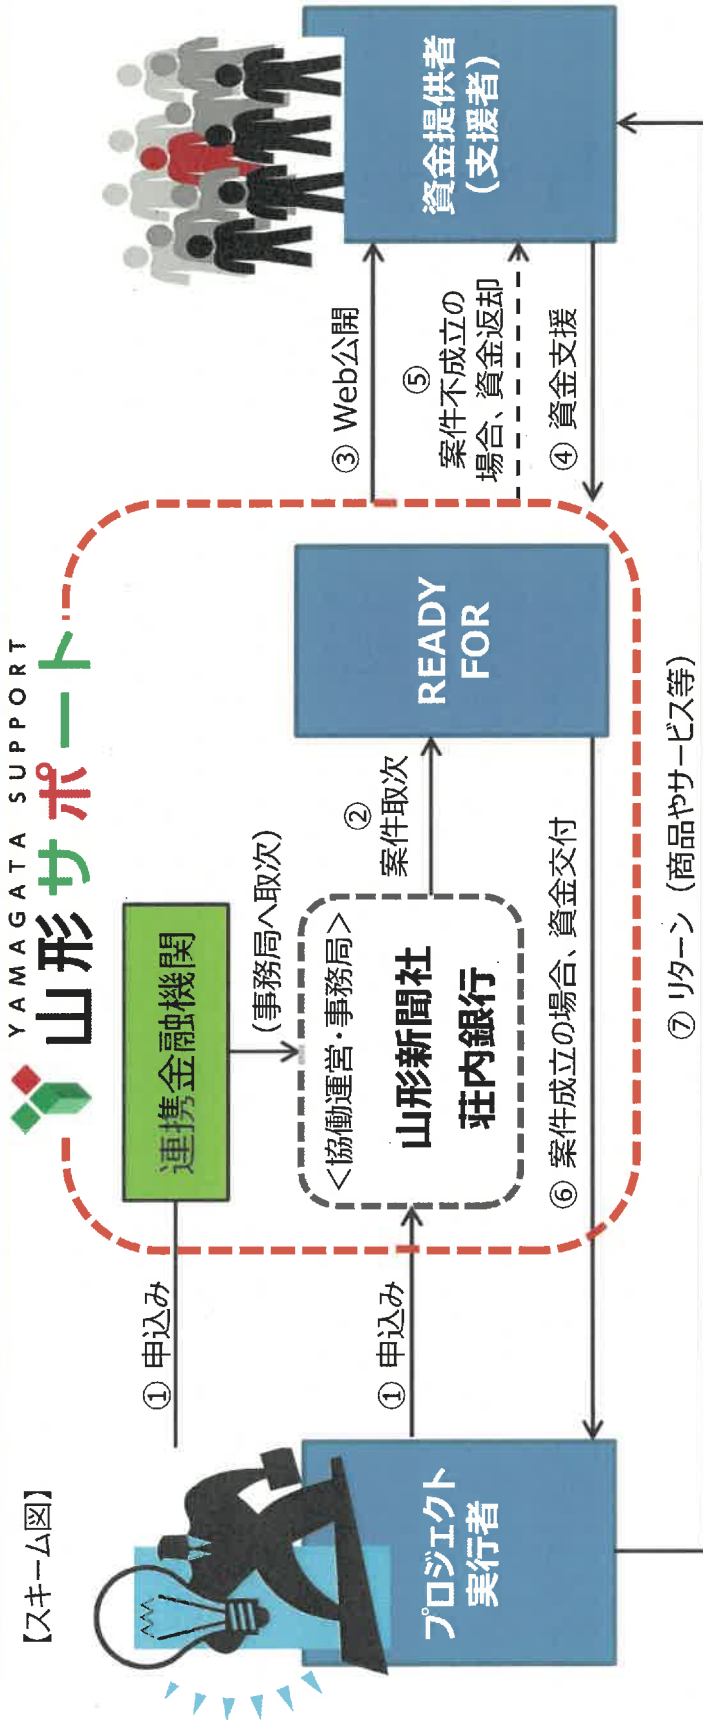 【スキーム図】
YAMAGATA SUPPORT
山形サポート
連携金融機関
(事務局へ取次)
① 申込み
① 申込み
<協働運営・事務局>
山形新聞社
荘内銀行
②
案件取次
READY
FOR
③ Web公開
⑤
案件不成立の
場合、資金返却
④ 資金支援
資金提供者
(支援者)
プロジェクト
実行者
⑥ 案件成立の場合、資金交付
⑦ リターン（商品やサービス等）